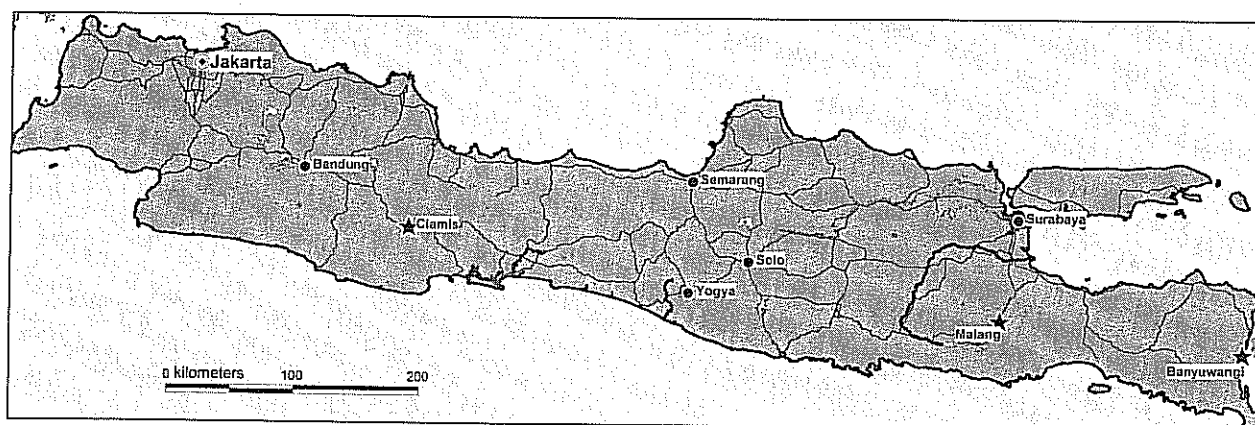 Jakarta
Bandung
Semarang
Ciamis
Surabaya
Solo
Yogya
Malang
Banyuwangi
0 kilometers 100 200